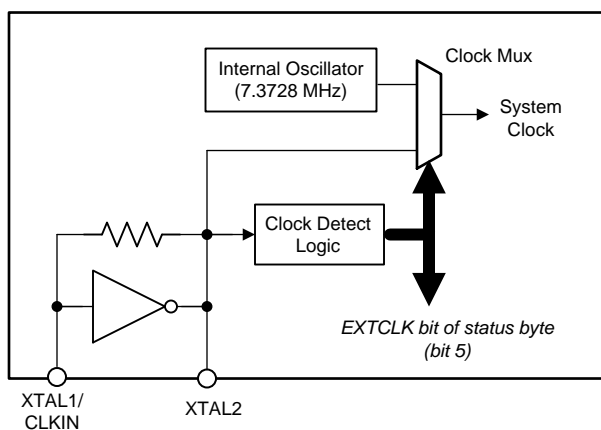 Internal Oscillator
(7.3728 MHz)
Clock Mux
System
Clock
Clock Detect
Logic
EXTCLK bit of status byte
(bit 5)
XTAL1/
CLKIN
XTAL2